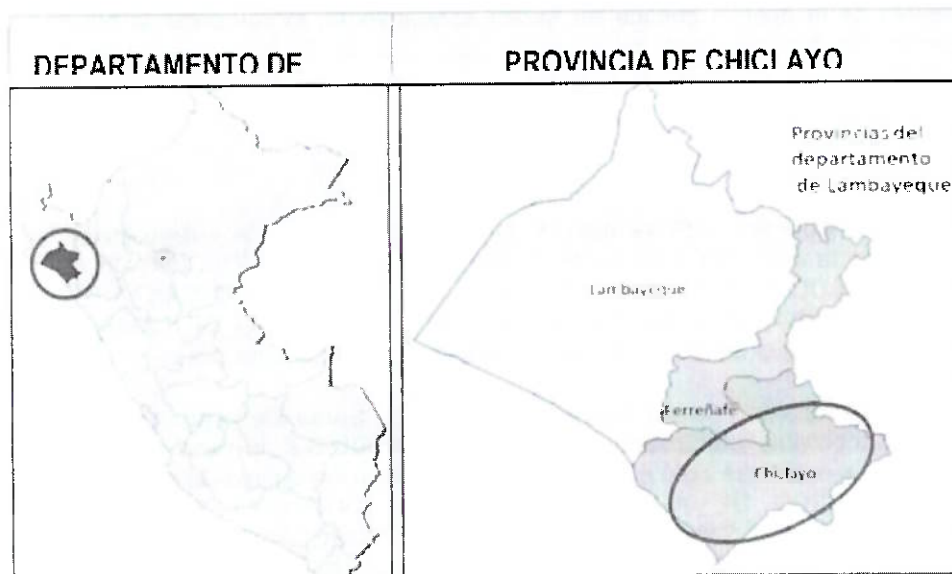 DEPARTAMENTO DE
PROVINCIA DE CHICLAYO
Provincias del
departamento
de Lambayeque
Lambayeque
Ferreñafe
Chiclayo